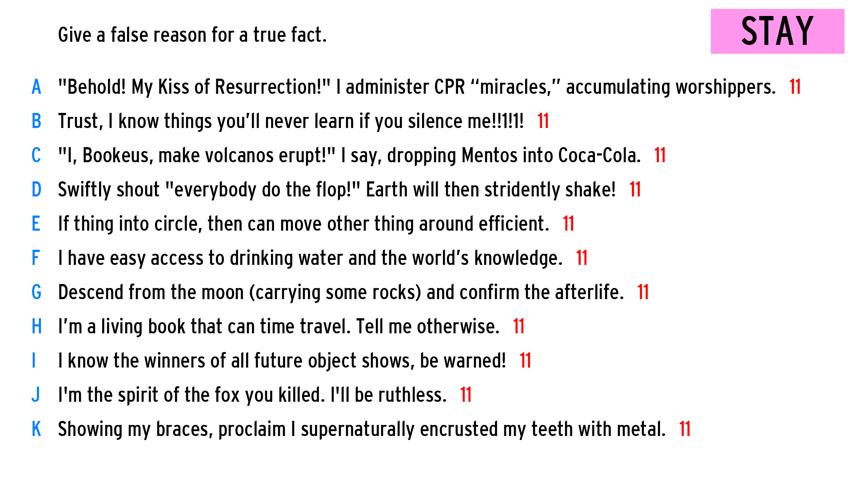 Give a false reason for a true fact.
STAY
A "Behold! My Kiss of Resurrection!" I administer CPR “miracles,” accumulating worshippers. 11
B Trust, I know things you’ll never learn if you silence me!!1!1! 11
C "I, Bookeus, make volcanos erupt!" I say, dropping Mentos into Coca-Cola. 11
D Swiftly shout "everybody do the flop!" Earth will then stridently shake! 11
E If thing into circle, then can move other thing around efficient. 11
F I have easy access to drinking water and the world’s knowledge. 11
G Descend from the moon (carrying some rocks) and confirm the afterlife. 11
H I’m a living book that can time travel. Tell me otherwise. 11
I I know the winners of all future object shows, be warned! 11
J I'm the spirit of the fox you killed. I'll be ruthless. 11
K Showing my braces, proclaim I supernaturally encrusted my teeth with metal. 11